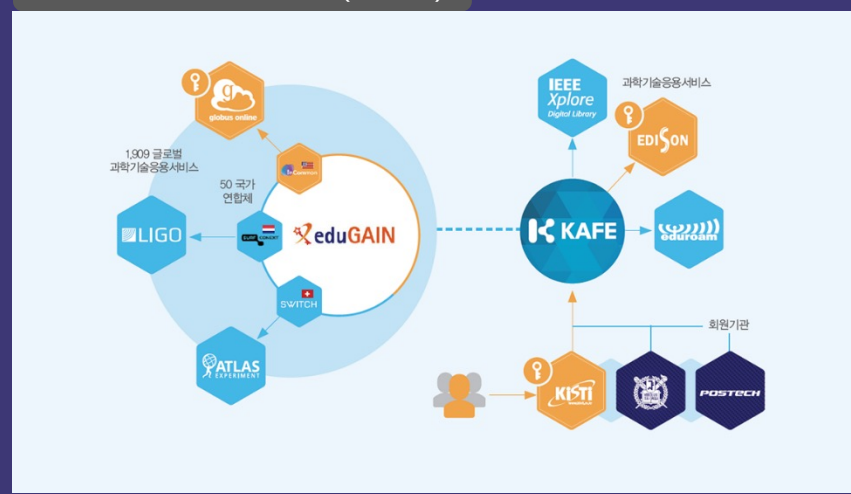 globus online
1,909 글로벌
과학기술응용서비스
50 국가
연합체
InCommon
LIGO
SURF CONEXT
eduGAIN
SWITCH
ATLAS
EXPERIMENT
IEEE
Xplore
Digital Library
과학기술응용서비스
EDISON
KAFE
eduroam
회원기관
KiSTi
POSTECH